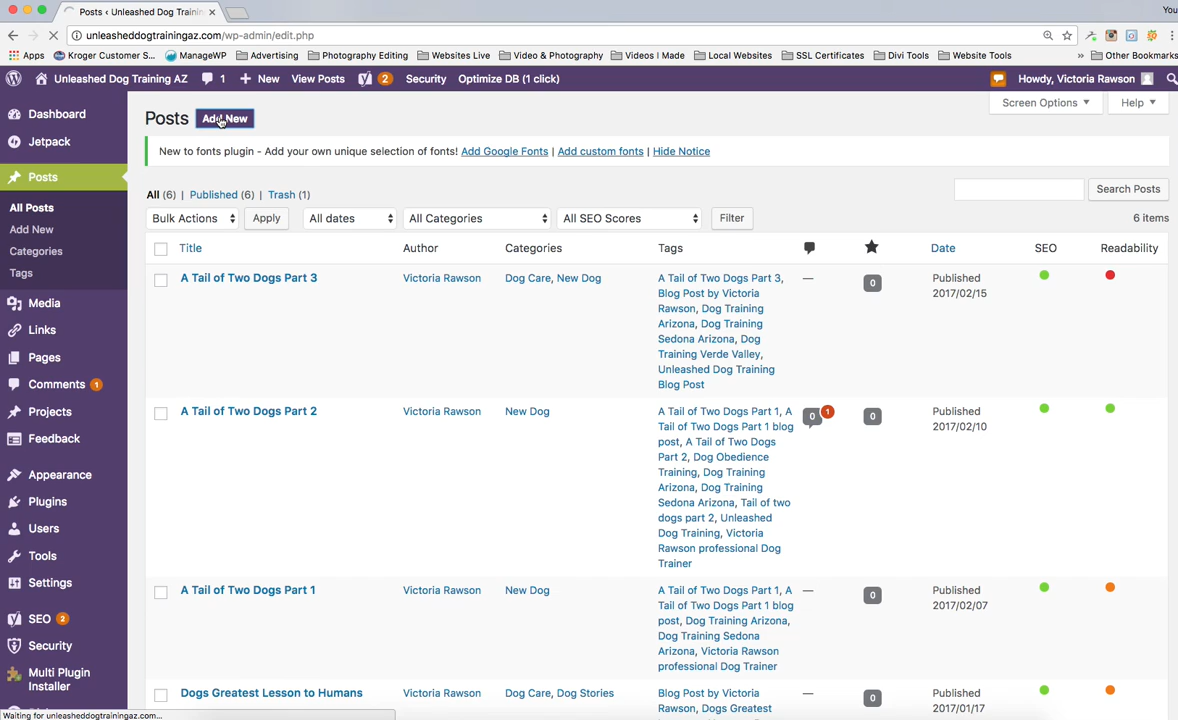 Posts ‹ Unleashed Dog Trainin
You
unleasheddogtrainingaz.com/wp-admin/edit.php
Apps Kroger Customer S... ManageWP Advertising Photography Editing Websites Live Video & Photography Videos I Made Local Websites SSL Certificates Divi Tools Website Tools » Other Bookmarks
Unleashed Dog Training AZ 1 + New View Posts 2 Security Optimize DB (1 click) Howdy, Victoria Rawson
Screen Options Help
Dashboard
Jetpack
Posts
All Posts
Add New
Categories
Tags
Media
Links
Pages
Comments 1
Projects
Feedback
Appearance
Plugins
Users
Tools
Settings
SEO 2
Security
Multi Plugin
Installer
Posts Add New
New to fonts plugin - Add your own unique selection of fonts! Add Google Fonts | Add custom fonts | Hide Notice
All (6) | Published (6) | Trash (1)
Search Posts
Bulk Actions Apply All dates All Categories All SEO Scores Filter
6 items
Title Author Categories Tags Date SEO Readability
A Tail of Two Dogs Part 3 Victoria Rawson Dog Care, New Dog
A Tail of Two Dogs Part 3,
Blog Post by Victoria
Rawson, Dog Training
Arizona, Dog Training
Sedona Arizona, Dog
Training Verde Valley,
Unleashed Dog Training
Blog Post
— 0
Published
2017/02/15
A Tail of Two Dogs Part 2 Victoria Rawson New Dog
A Tail of Two Dogs Part 1, A
Tail of Two Dogs Part 1 blog
post, A Tail of Two Dogs
Part 2, Dog Obedience
Training, Dog Training
Arizona, Dog Training
Sedona Arizona, Tail of two
dogs part 2, Unleashed
Dog Training, Victoria
Rawson professional Dog
Trainer
0 1 0
Published
2017/02/10
A Tail of Two Dogs Part 1 Victoria Rawson New Dog
A Tail of Two Dogs Part 1, A
Tail of Two Dogs Part 1 blog
post, Dog Training Arizona,
Dog Training Sedona
Arizona, Victoria Rawson
professional Dog Trainer
— 0
Published
2017/02/07
Dogs Greatest Lesson to Humans Victoria Rawson Dog Care, Dog Stories
Blog Post by Victoria
Rawson, Dogs Greatest
— 0
Published
2017/01/17
Waiting for unleasheddogtrainingaz.com...